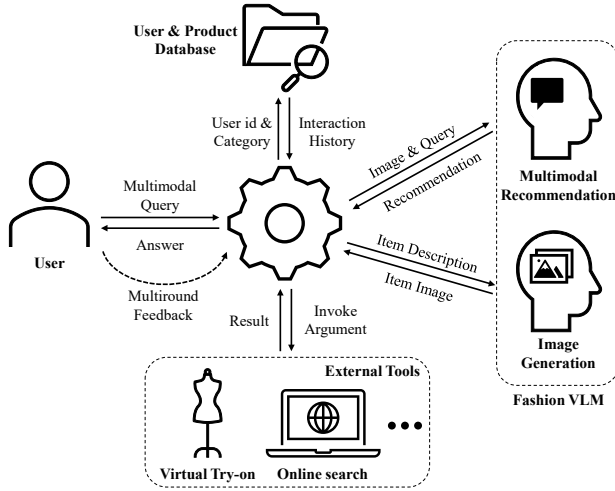 User & Product
Database
User id &
Category
Interaction
History
Image & Query
Recommendation
Multimodal
Recommendation
Multimodal
Query
Answer
User
Multiround
Feedback
Item Description
Item Image
Image
Generation
Fashion VLM
Result
Invoke
Argument
External Tools
Virtual Try-on
Online search